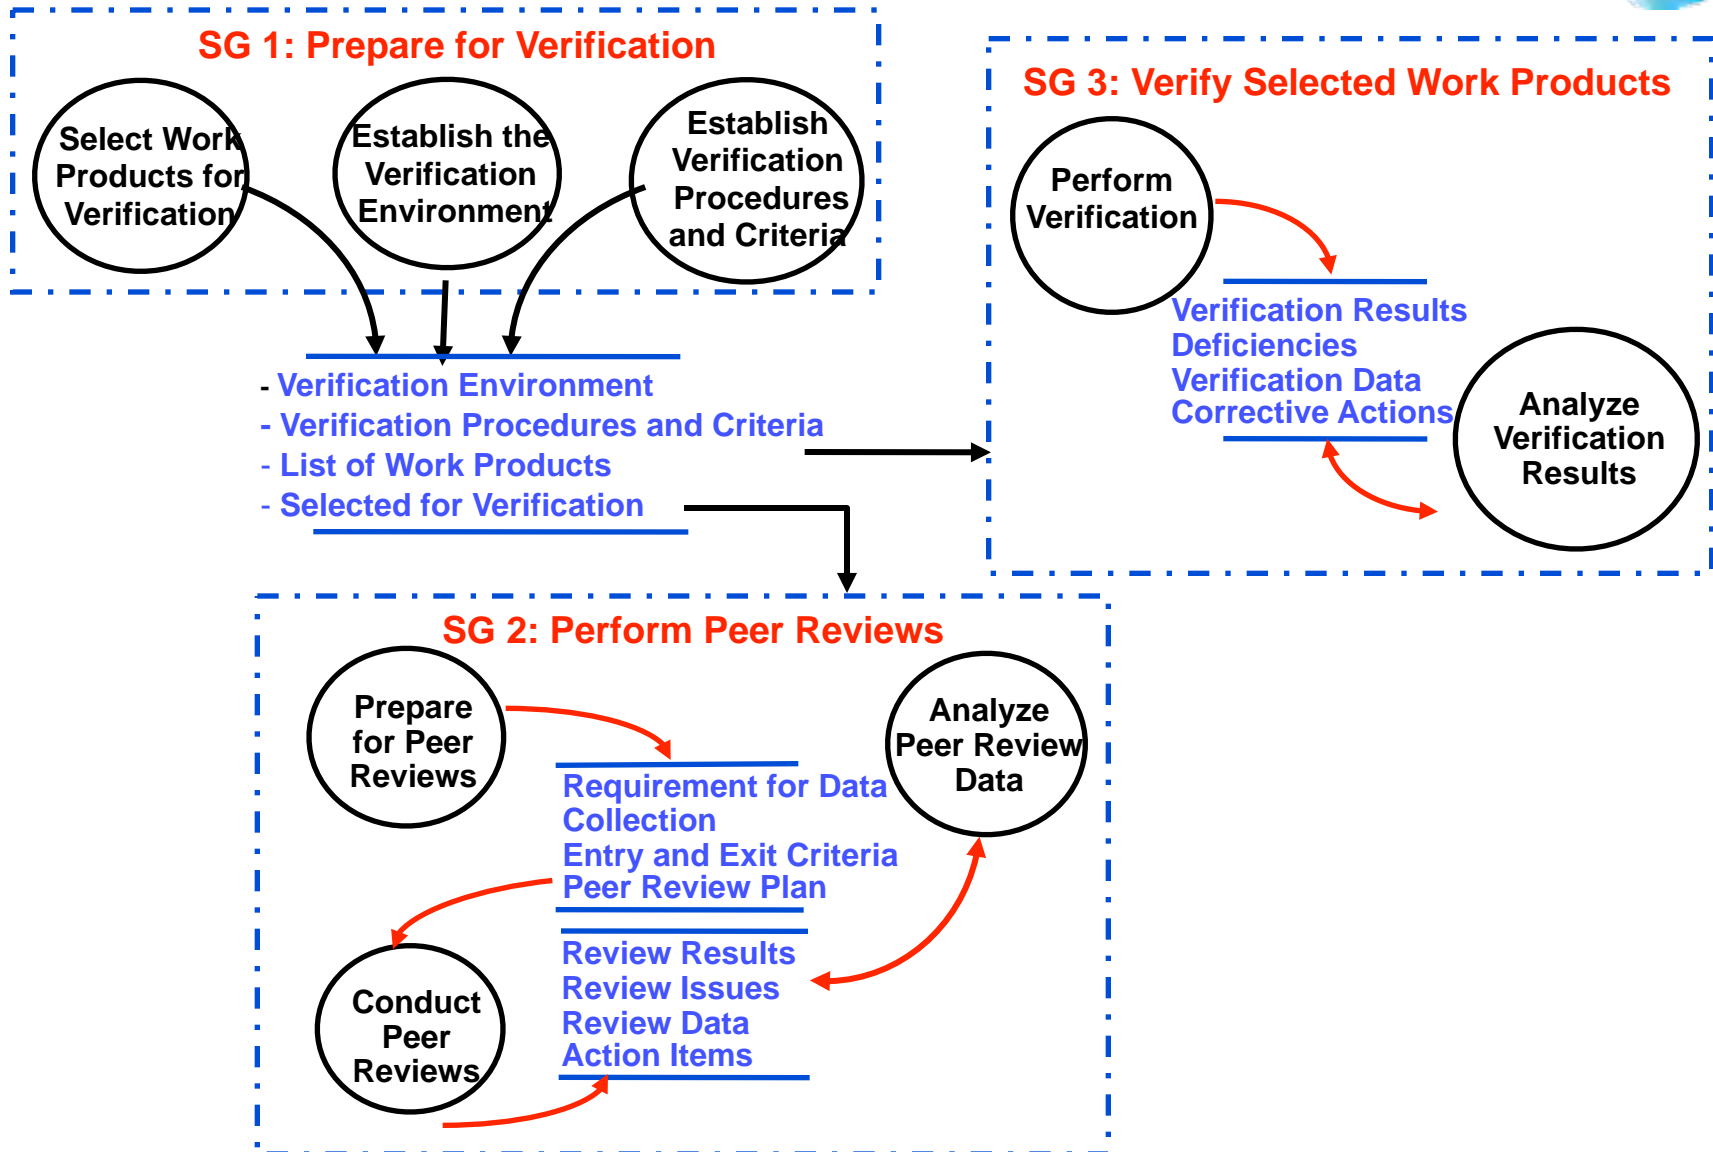 SG 1: Prepare for Verification
Select Work
Products for
Verification
Establish the
Verification
Environment
Establish
Verification
Procedures
and Criteria
- Verification Environment
- Verification Procedures and Criteria
- List of Work Products
- Selected for Verification
SG 3: Verify Selected Work Products
Perform
Verification
Verification Results
Deficiencies
Verification Data
Corrective Actions
Analyze
Verification
Results
SG 2: Perform Peer Reviews
Prepare
for Peer
Reviews
Requirement for Data
Collection
Entry and Exit Criteria
Peer Review Plan
Analyze
Peer Review
Data
Conduct
Peer
Reviews
Review Results
Review Issues
Review Data
Action Items